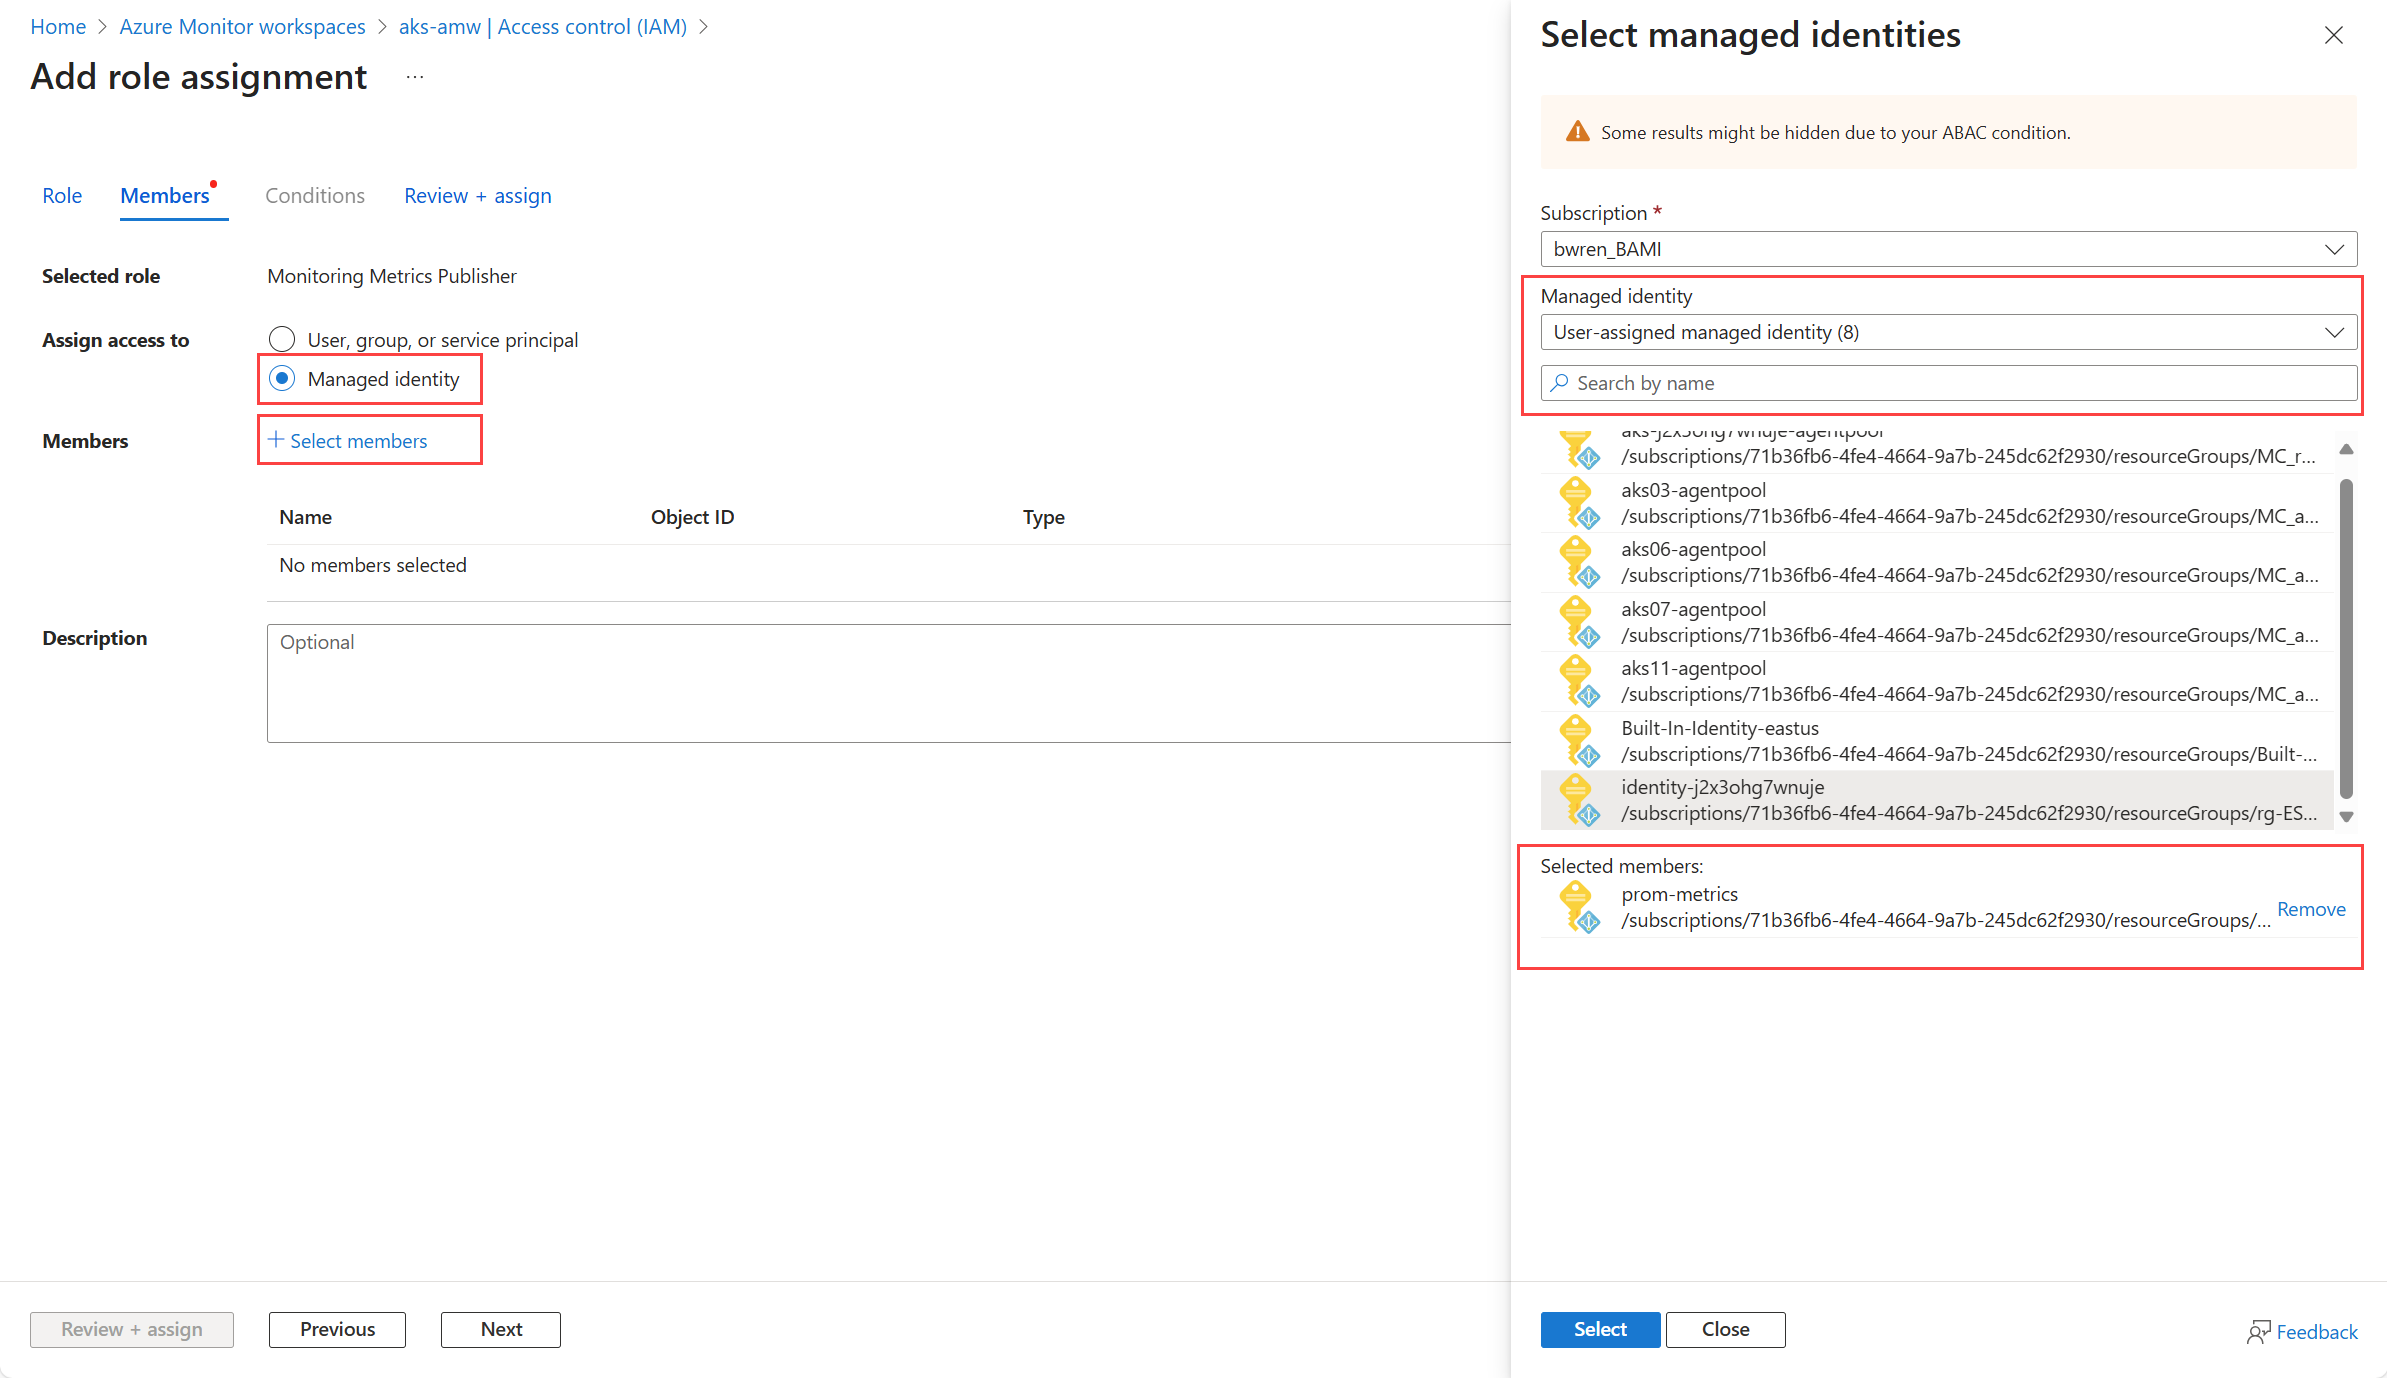 Home > Azure Monitor workspaces > aks-amw | Access control (IAM) >
Add role assignment ...
Role Members Conditions Review + assign
Selected role Monitoring Metrics Publisher
Assign access to User, group, or service principal
Managed identity
Members + Select members
Name Object ID Type
No members selected
Description Optional
Review + assign Previous Next
Select managed identities
Some results might be hidden due to your ABAC condition.
Subscription *
bwren_BAMI
Managed identity
User-assigned managed identity (8)
Search by name
aks-j2x3ohg7wnuje-agentpool
/subscriptions/71b36fb6-4fe4-4664-9a7b-245dc62f2930/resourceGroups/MC_r...
aks03-agentpool
/subscriptions/71b36fb6-4fe4-4664-9a7b-245dc62f2930/resourceGroups/MC_a...
aks06-agentpool
/subscriptions/71b36fb6-4fe4-4664-9a7b-245dc62f2930/resourceGroups/MC_a...
aks07-agentpool
/subscriptions/71b36fb6-4fe4-4664-9a7b-245dc62f2930/resourceGroups/MC_a...
aks11-agentpool
/subscriptions/71b36fb6-4fe4-4664-9a7b-245dc62f2930/resourceGroups/MC_a...
Built-In-Identity-eastus
/subscriptions/71b36fb6-4fe4-4664-9a7b-245dc62f2930/resourceGroups/Built-...
identity-j2x3ohg7wnuje
/subscriptions/71b36fb6-4fe4-4664-9a7b-245dc62f2930/resourceGroups/rg-ES...
Selected members:
prom-metrics
/subscriptions/71b36fb6-4fe4-4664-9a7b-245dc62f2930/resourceGroups/...
Remove
Select Close Feedback